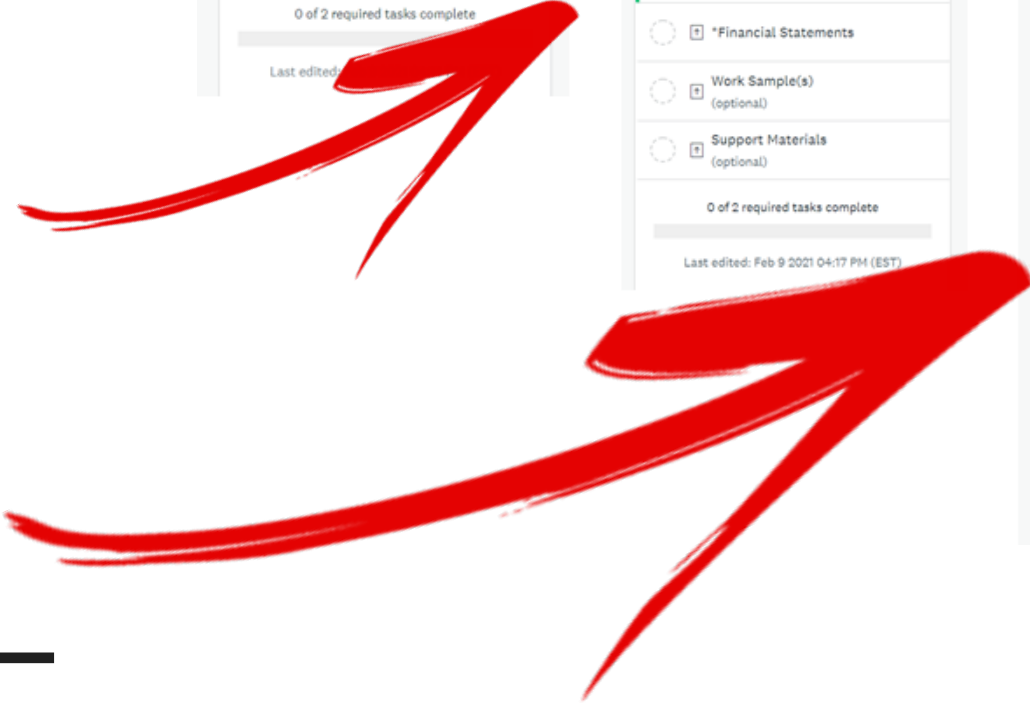 0 of 2 required tasks complete
Last edited:
*Financial Statements
Work Sample(s)
(optional)
Support Materials
(optional)
0 of 2 required tasks complete
Last edited: Feb 9 2021 04:17 PM (EST)